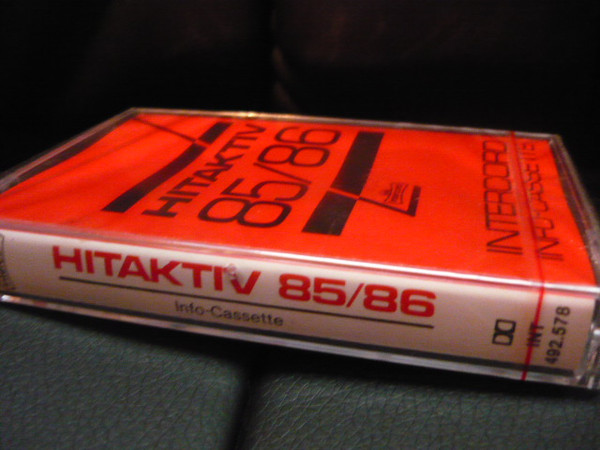 HITAKTIV
85/86
INTERCORD
INFO-CASSETTE
HITAKTIV 85/86
Info-Cassette
INT
492.578